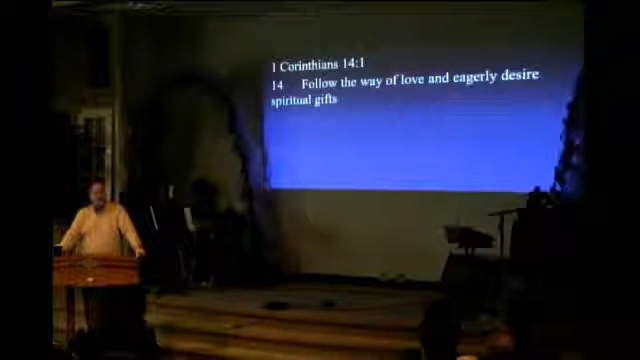 1 Corinthians 14:1
14 Follow the way of love and eagerly desire
spiritual gifts